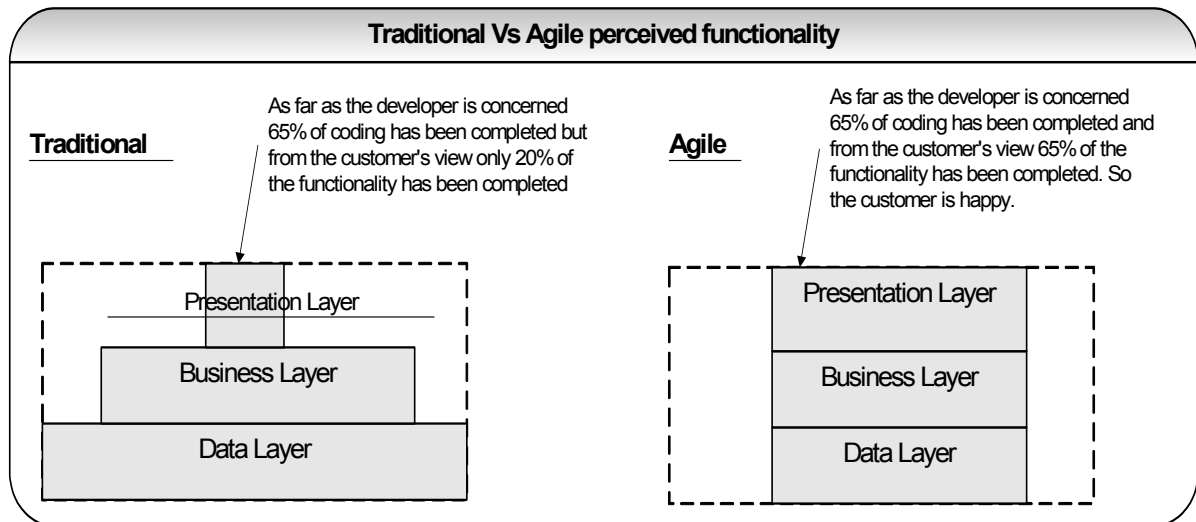 Traditional Vs Agile perceived functionality
Traditional
As far as the developer is concerned
65% of coding has been completed but
from the customer's view only 20% of
the functionality has been completed
Presentation Layer
Business Layer
Data Layer
Agile
As far as the developer is concerned
65% of coding has been completed and
from the customer's view 65% of the
functionality has been completed. So
the customer is happy.
Presentation Layer
Business Layer
Data Layer